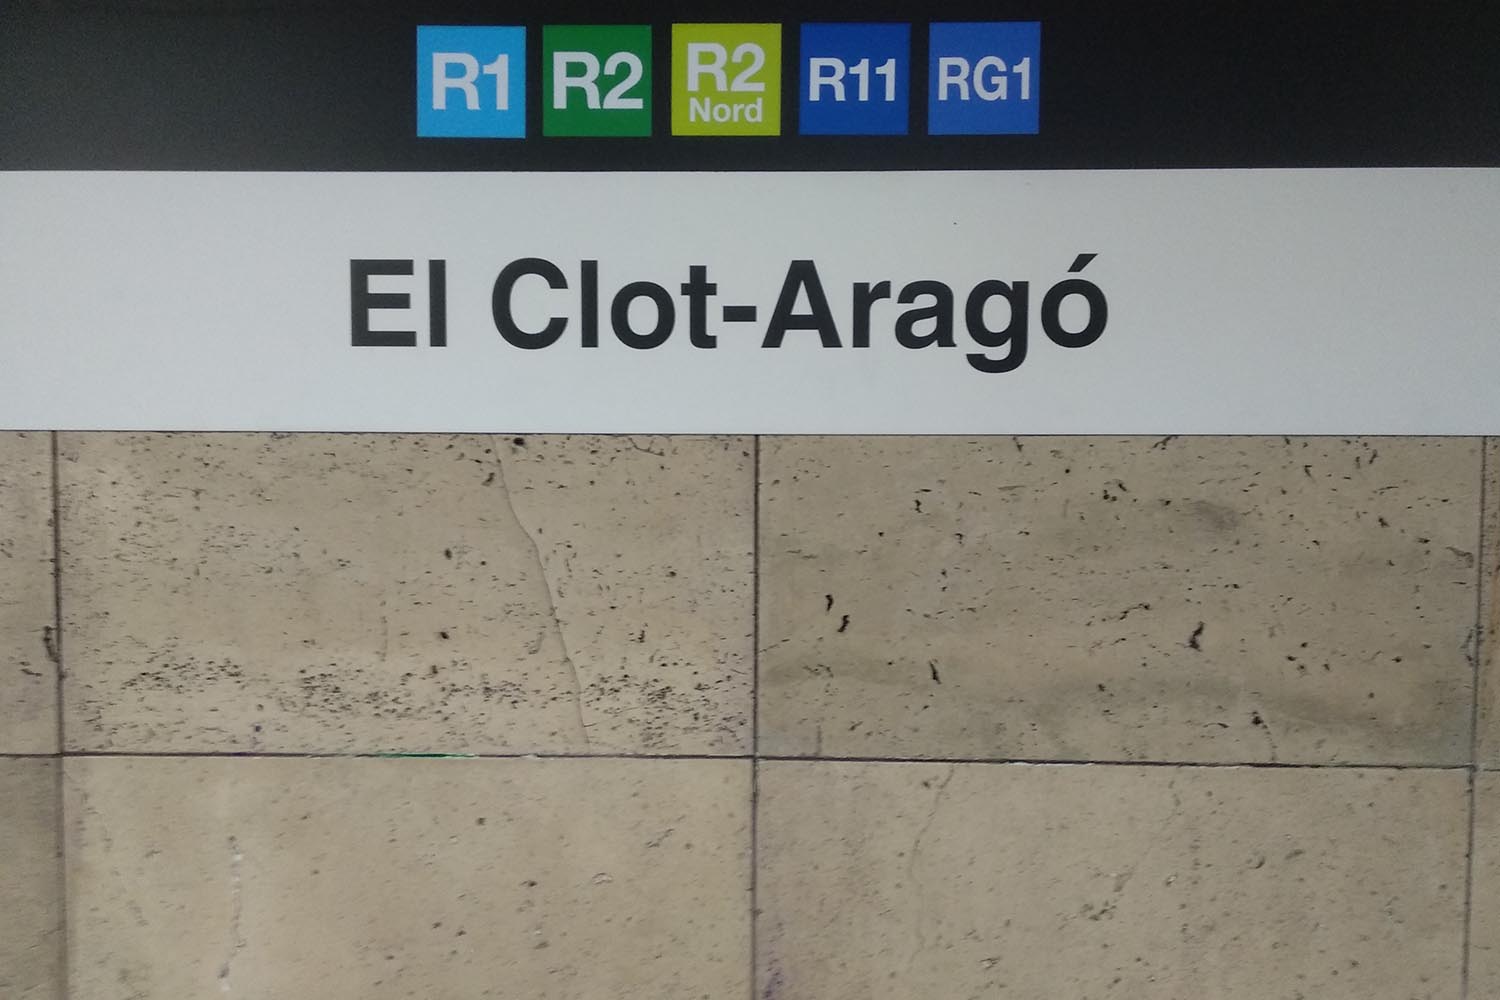 R1 R2 R2 Nord R11 RG1
El Clot-Aragó